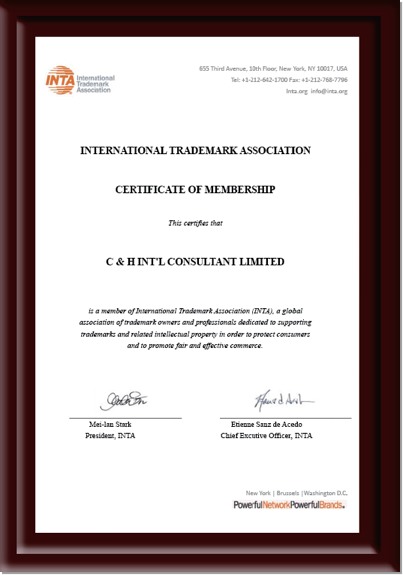 INTA International
Trademark
Association
655 Third Avenue, 10th Floor, New York, NY 10017, USA
Tel: +1-212-642-1700 Fax: +1-212-768-7796
Inta.org info@inta.org
INTERNATIONAL TRADEMARK ASSOCIATION
CERTIFICATE OF MEMBERSHIP
This certifies that
C & H INT'L CONSULTANT LIMITED
is a member of International Trademark Association (INTA), a global
association of trademark owners and professionals dedicated to supporting
trademarks and related intellectual property in order to protect consumers
and to promote fair and effective commerce.
Mei-lan Stark
President, INTA
Etienne Sanz de Acedo
Chief Excutive Officer, INTA
New York | Brussels |Washington D.C.
PowerfulNetworkPowerfulBrands.